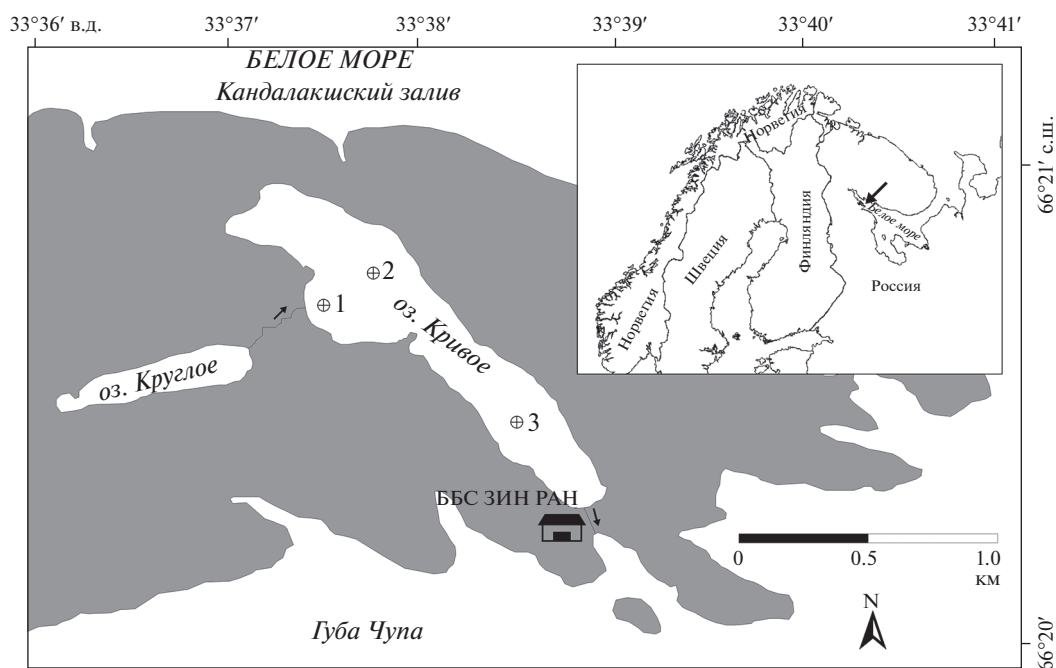 33°36′ в.д.
33°37′
33°38′
33°39′
33°40′
33°41′
БЕЛОЕ МОРЕ
Кандалакшский залив
66°21′ с.ш.
Норвегия
Белое море
Швеция
Финляндия
Россия
Норвегия
2
1
оз. Кривое
оз. Круглое
3
ББС ЗИН РАН
0
0.5
1.0
км
N
Губа Чупа
66°20′